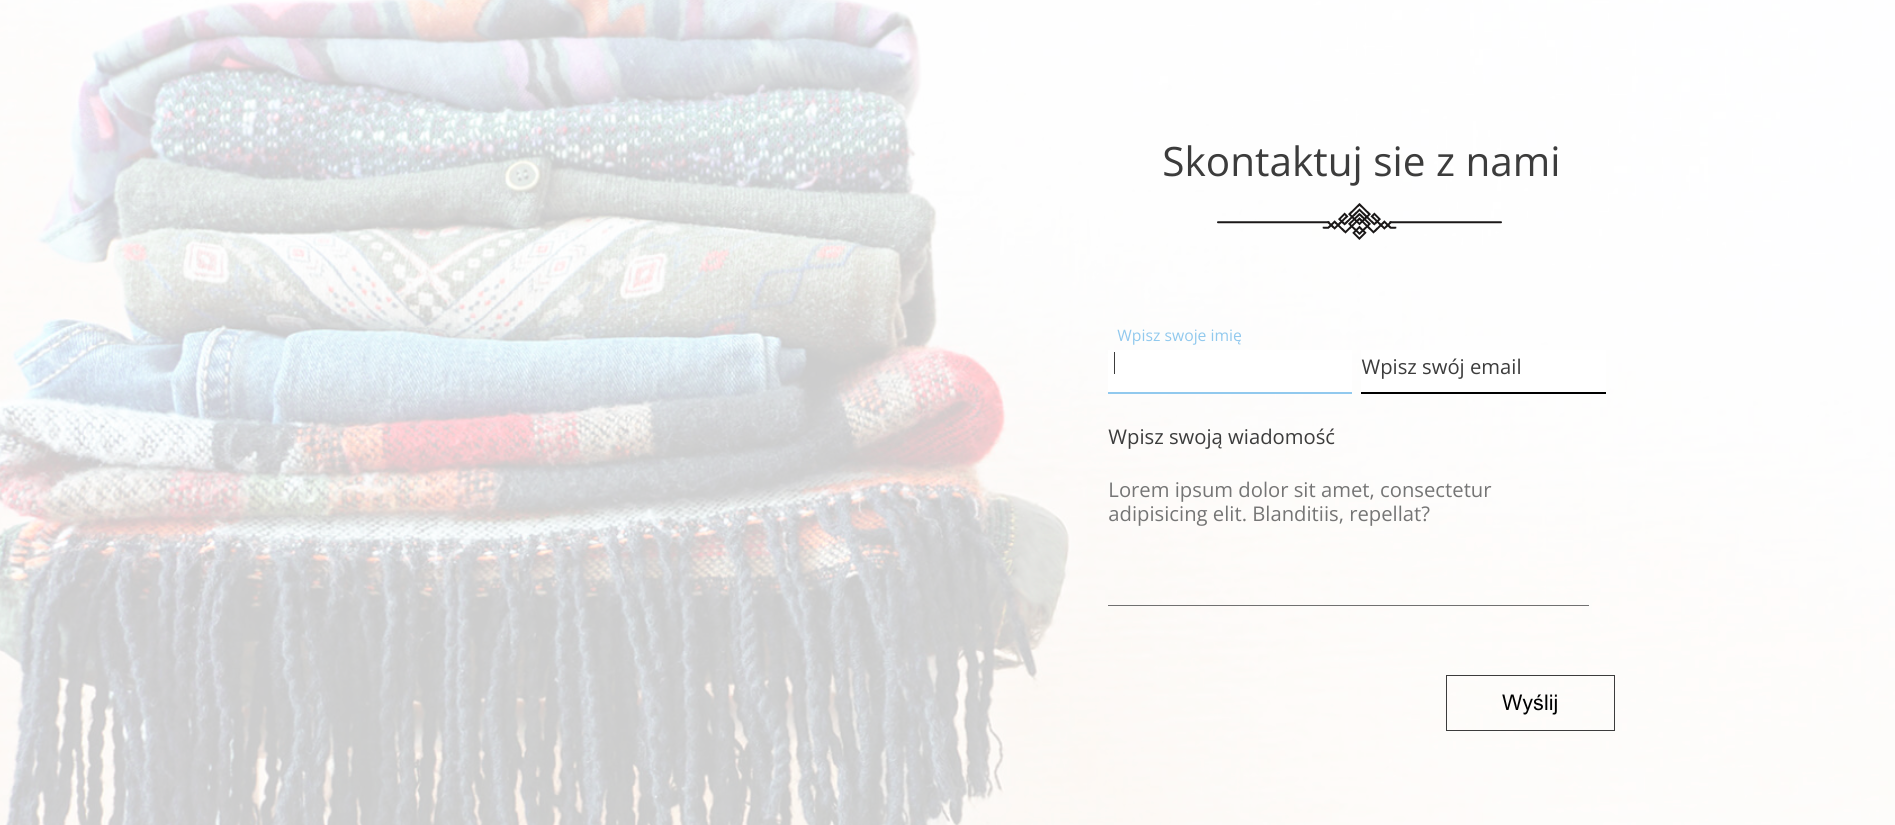 Skontaktuj sie z nami
Wpisz swoje imię
Wpisz swój email
Wpisz swoją wiadomość
Lorem ipsum dolor sit amet, consectetur
adipisicing elit. Blanditiis, repellat?
Wyślij